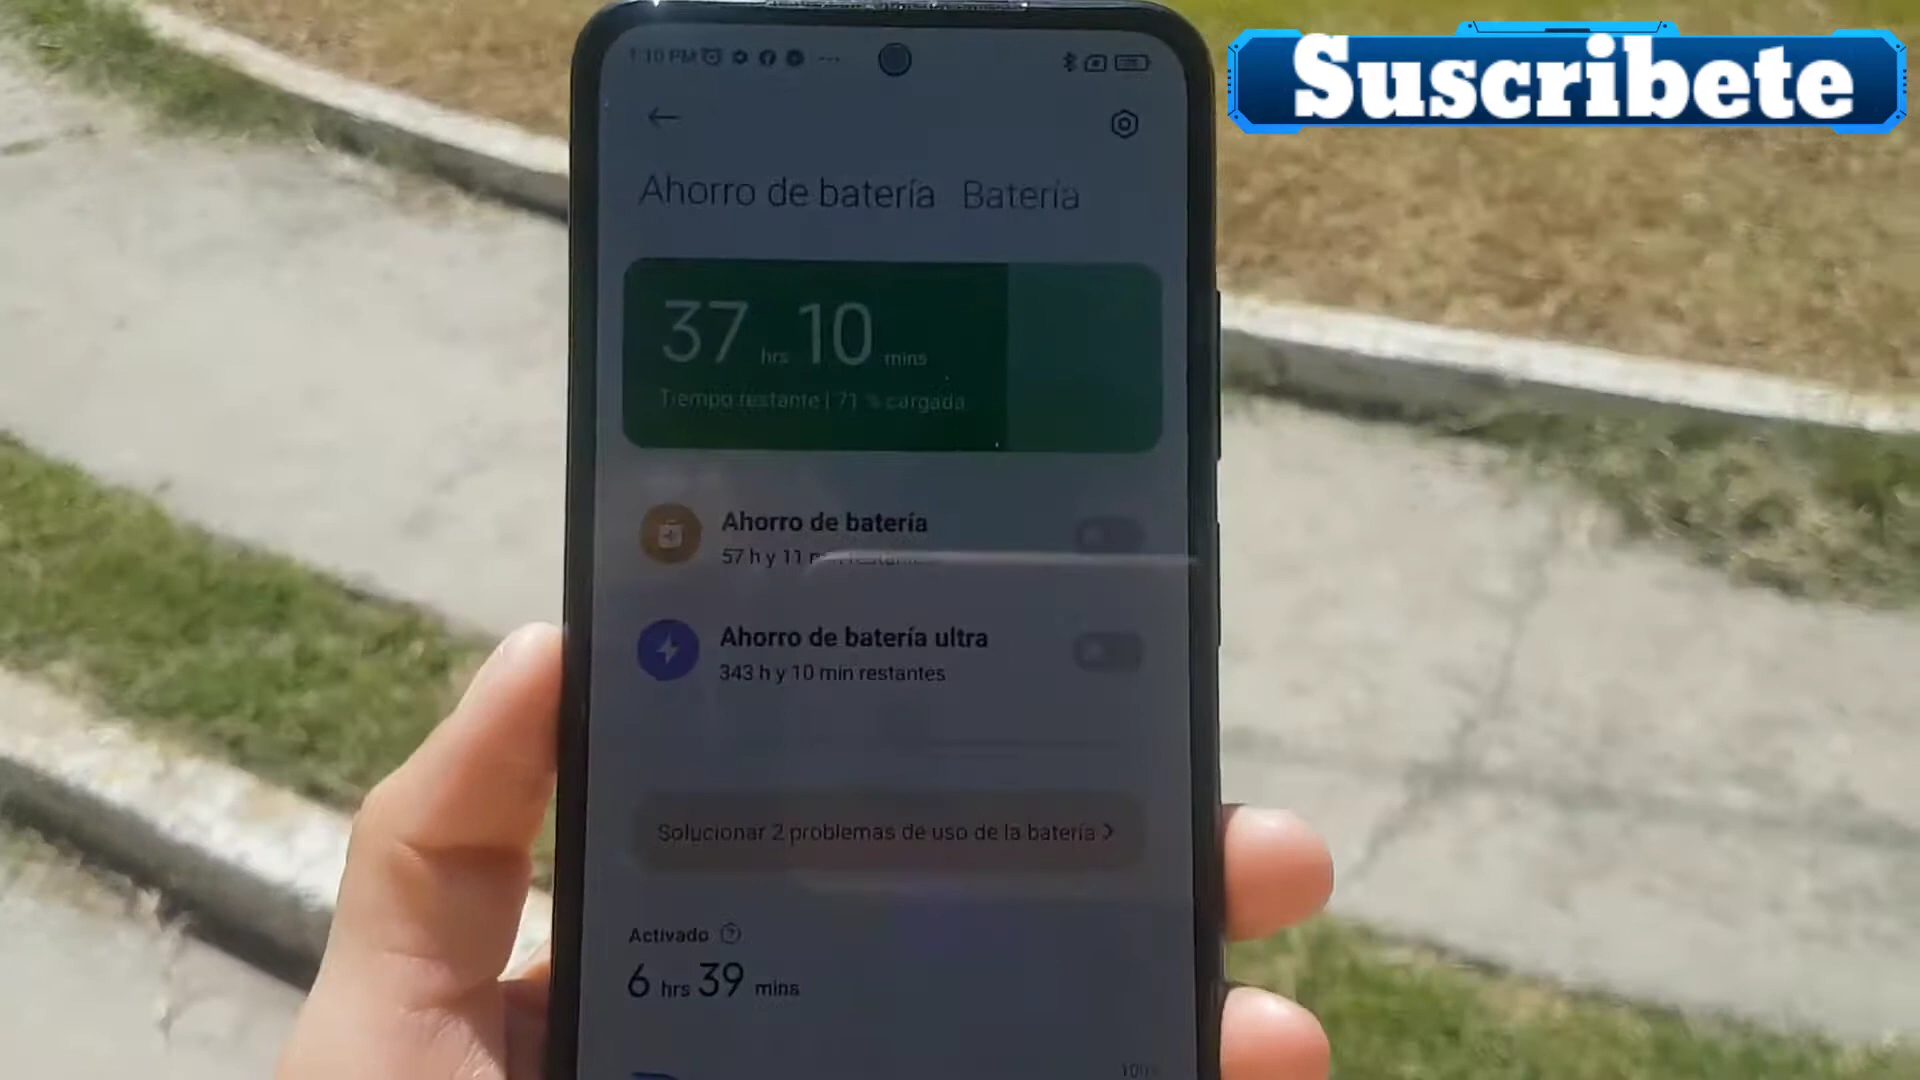 Suscribete
1:10 PM
Ahorro de batería Batería
37 hrs 10 mins
Tiempo restante | 71 % cargada
Ahorro de batería
57 h y 11 min restantes
Ahorro de batería ultra
343 h y 10 min restantes
Solucionar 2 problemas de uso de la batería >
Activado ?
6 hrs 39 mins
100%